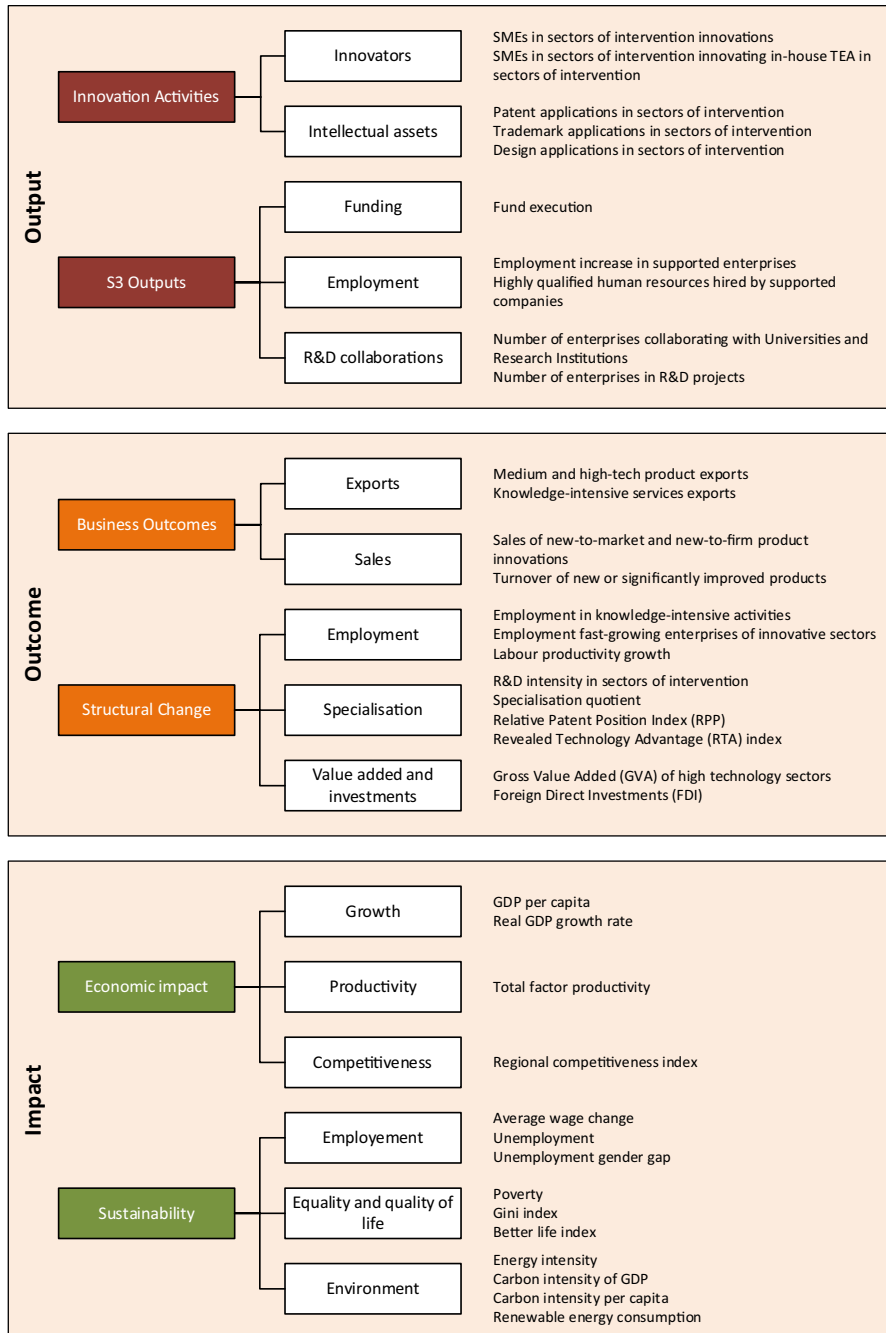 Output
Innovation Activities
Innovators
SMEs in sectors of intervention innovations
SMEs in sectors of intervention innovating in-house TEA in
sectors of intervention
Intellectual assets
Patent applications in sectors of intervention
Trademark applications in sectors of intervention
Design applications in sectors of intervention
S3 Outputs
Funding
Fund execution
Employment
Employment increase in supported enterprises
Highly qualified human resources hired by supported
companies
R&D collaborations
Number of enterprises collaborating with Universities and
Research Institutions
Number of enterprises in R&D projects
Outcome
Business Outcomes
Exports
Medium and high-tech product exports
Knowledge-intensive services exports
Sales
Sales of new-to-market and new-to-firm product
innovations
Turnover of new or significantly improved products
Structural Change
Employment
Employment in knowledge-intensive activities
Employment fast-growing enterprises of innovative sectors
Labour productivity growth
Specialisation
R&D intensity in sectors of intervention
Specialisation quotient
Relative Patent Position Index (RPP)
Revealed Technology Advantage (RTA) index
Value added and
investments
Gross Value Added (GVA) of high technology sectors
Foreign Direct Investments (FDI)
Impact
Economic impact
Growth
GDP per capita
Real GDP growth rate
Productivity
Total factor productivity
Competitiveness
Regional competitiveness index
Sustainability
Employement
Average wage change
Unemployment
Unemployment gender gap
Equality and quality of
life
Poverty
Gini index
Better life index
Environment
Energy intensity
Carbon intensity of GDP
Carbon intensity per capita
Renewable energy consumption